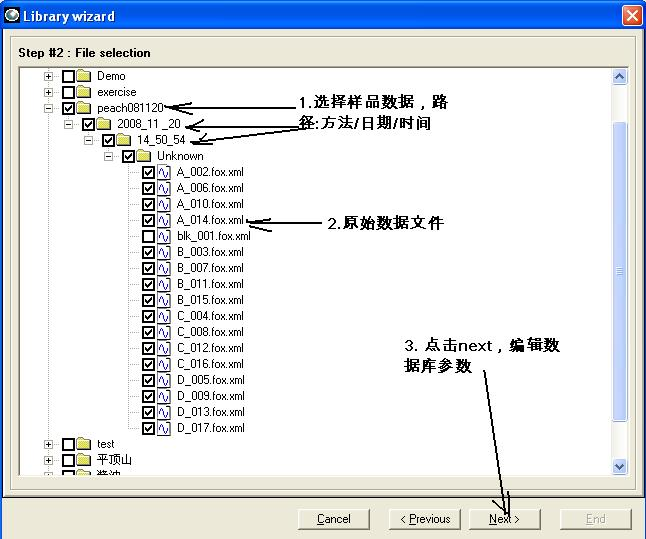 Library wizard
Step #2 : File selection
Demo
exercise
peach081120
1.选择样品数据，路
径:方法/日期/时间
2008_11_20
14_50_54
Unknown
A_002.fox.xml
A_006.fox.xml
A_010.fox.xml
A_014.fox.xml
2.原始数据文件
blk_001.fox.xml
B_003.fox.xml
B_007.fox.xml
B_011.fox.xml
B_015.fox.xml
C_004.fox.xml
C_008.fox.xml
C_012.fox.xml
C_016.fox.xml
D_005.fox.xml
D_009.fox.xml
D_013.fox.xml
D_017.fox.xml
3. 点击next，编辑数
据库参数
test
平顶山
Cancel
< Previous
Next >
End